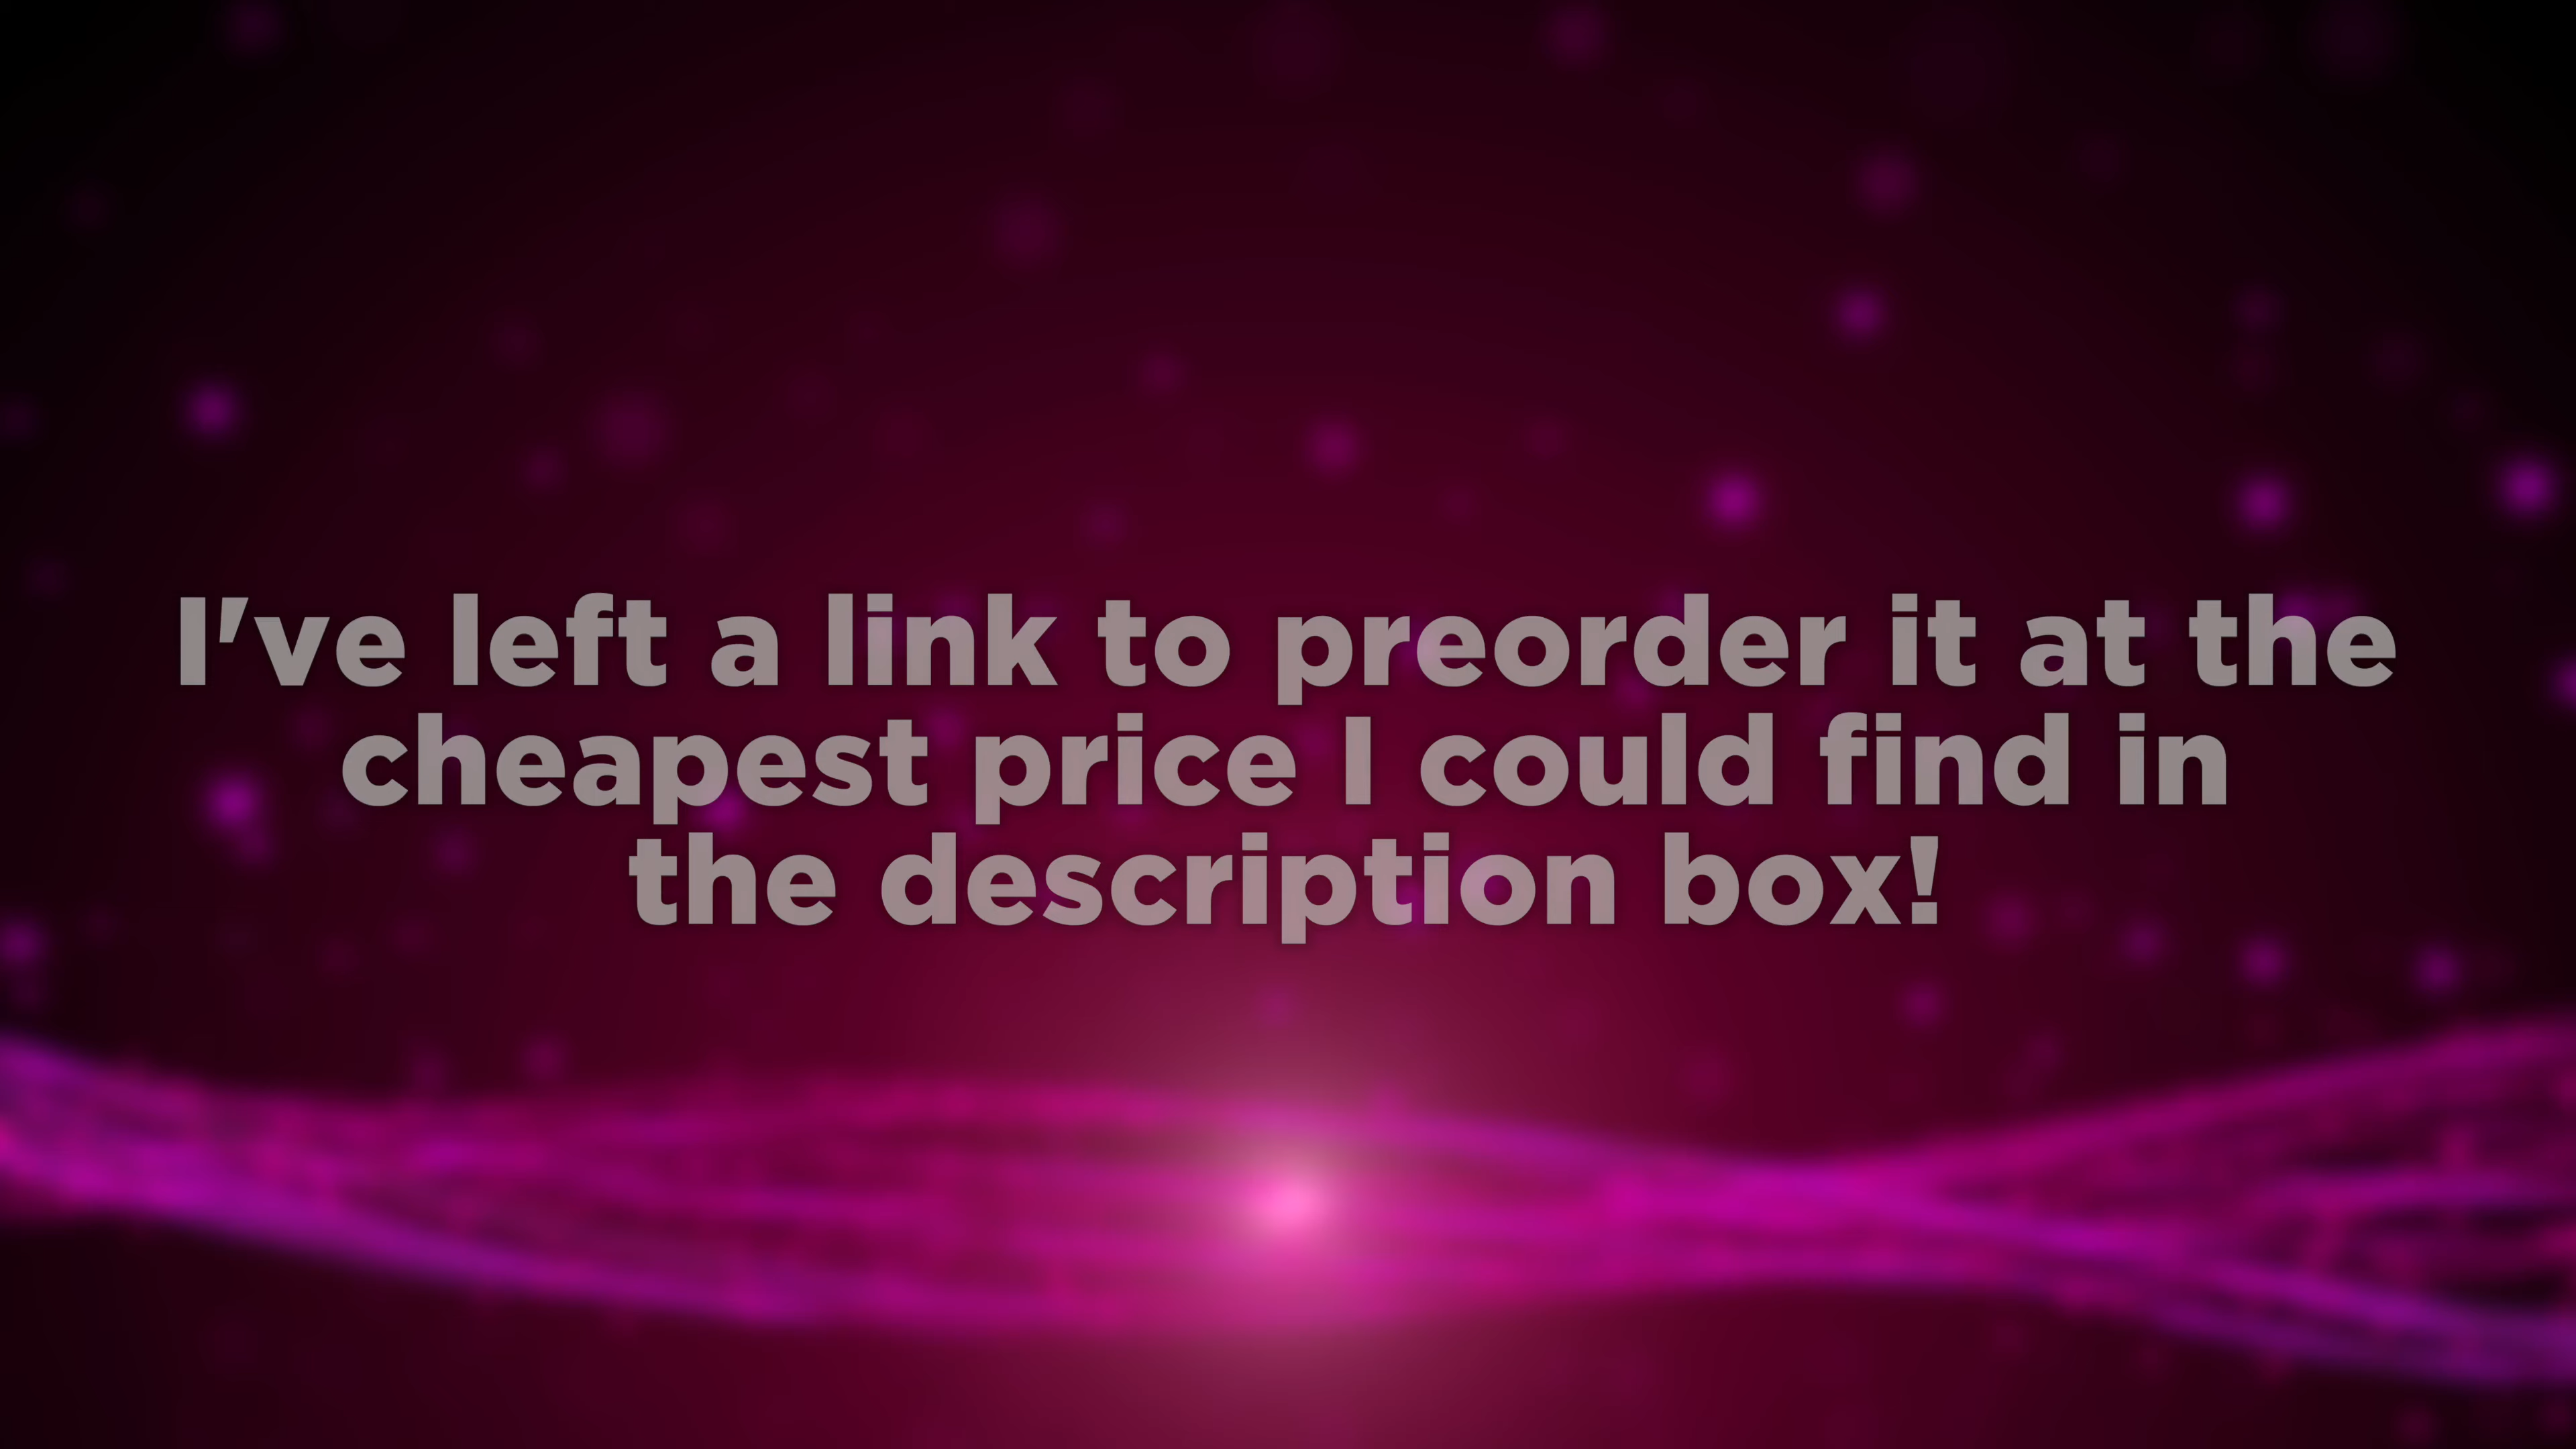 I've left a link to preorder it at the
cheapest price I could find in
the description box!